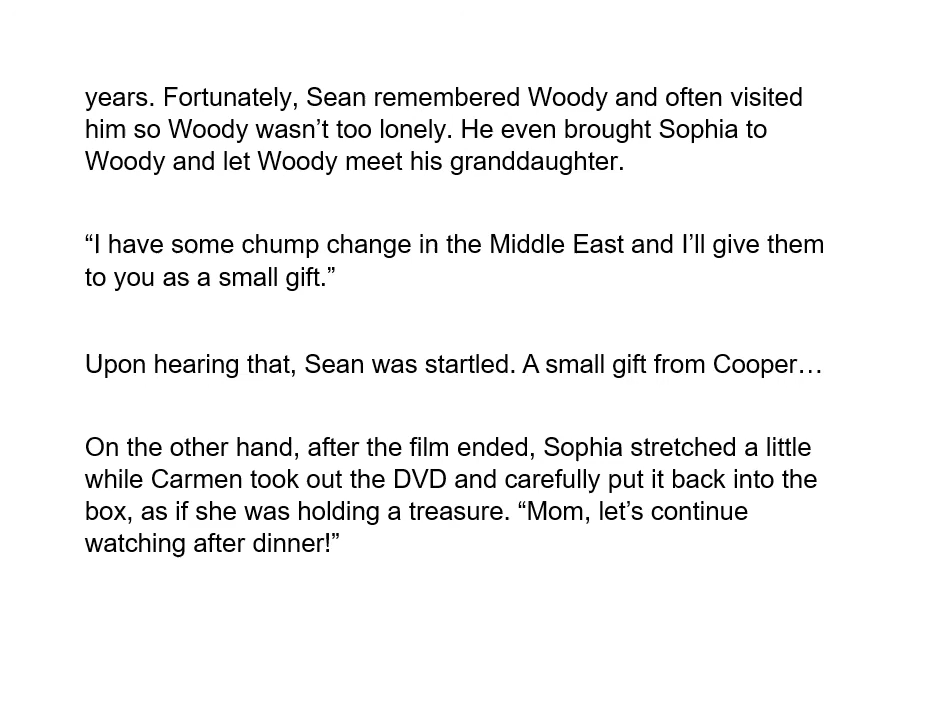 years. Fortunately, Sean remembered Woody and often visited
him so Woody wasn’t too lonely. He even brought Sophia to
Woody and let Woody meet his granddaughter.
“I have some chump change in the Middle East and I’ll give them
to you as a small gift.”
Upon hearing that, Sean was startled. A small gift from Cooper…
On the other hand, after the film ended, Sophia stretched a little
while Carmen took out the DVD and carefully put it back into the
box, as if she was holding a treasure. “Mom, let’s continue
watching after dinner!”